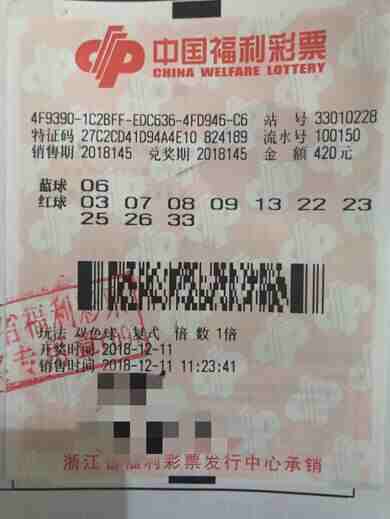 中国福利彩票
CHINA WELFARE LOTTERY
4F9390-1C2BFF-EDC636-4FD946-C6 站 号 33010228
特征码 27C2CD41D94A4E10 824189 流水号 100150
销售期 2018145 兑奖期 2018145 金 额 420元
蓝球 06
红球 03 07 08 09 13 22 23
25 26 33
省福利彩
玩法 双色球 复式 倍 数 1倍
开奖时间 2018-12-11
销售时间 2018-12-11 11:23:41
浙江省福利彩票发行中心承销